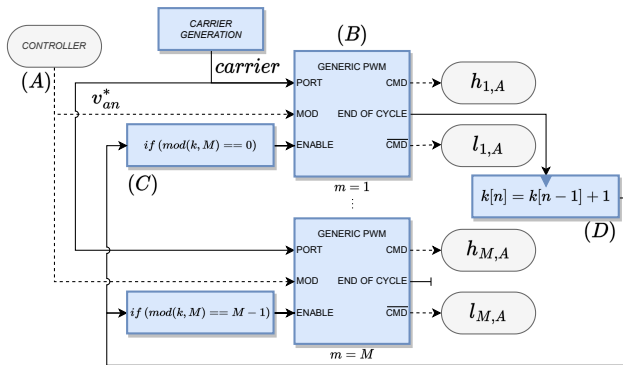 CARRIER
GENERATION
CONTROLLER
(A)
(B)
carrier
v*an
GENERIC PWM
PORT
CMD
MOD
END OF CYCLE
ENABLE
CMD
h1,A
l1,A
if (mod(k, M) == 0)
(C)
m = 1
⋮
k[n] = k[n − 1] + 1
(D)
GENERIC PWM
PORT
CMD
MOD
END OF CYCLE
ENABLE
CMD
hM,A
lM,A
if (mod(k, M) == M − 1)
m = M